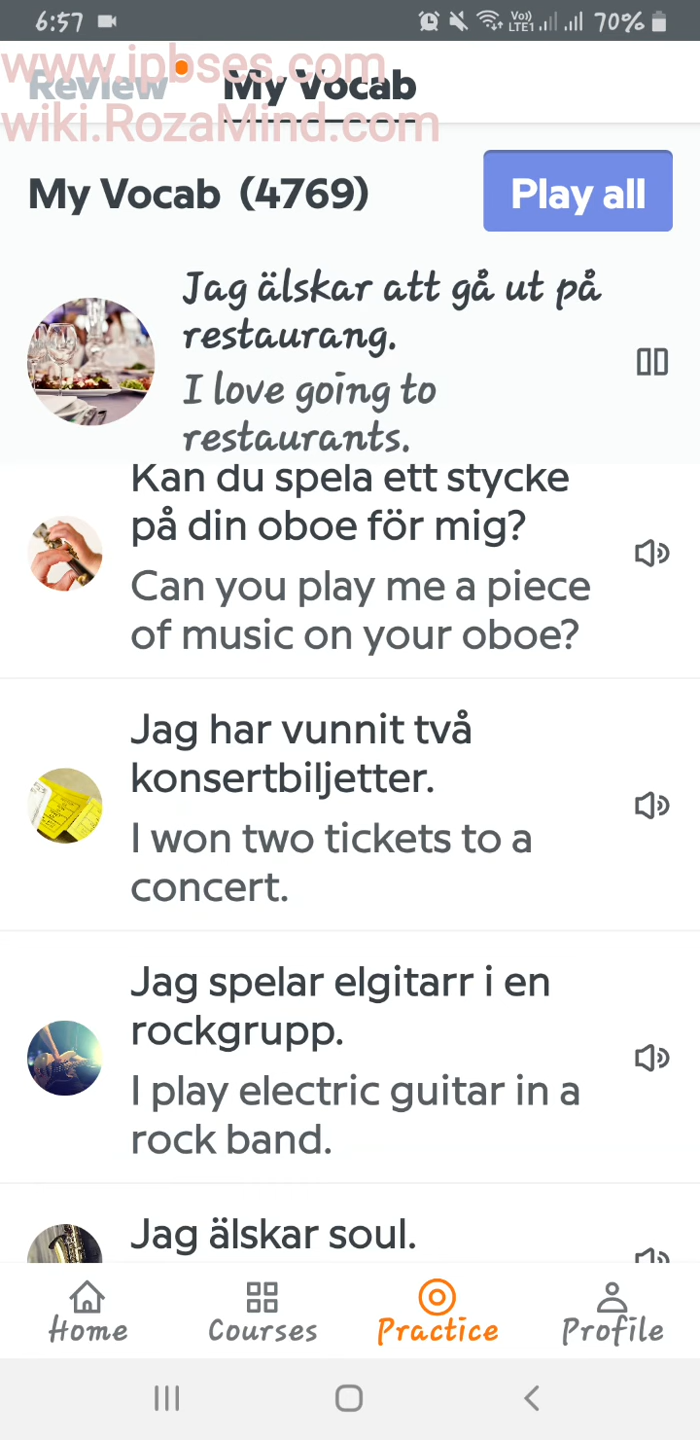 6:57
Vo))
LTE1
70%
www.ipbses.com
Review
My Vocab
wiki.RozaMind.com
My Vocab (4769)
Play all
Jag älskar att gå ut på
restaurang.
I love going to
restaurants.
Kan du spela ett stycke
på din oboe för mig?
Can you play me a piece
of music on your oboe?
Jag har vunnit två
konsertbiljetter.
I won two tickets to a
concert.
Jag spelar elgitarr i en
rockgrupp.
I play electric guitar in a
rock band.
Jag älskar soul.
Home
Courses
Practice
Profile